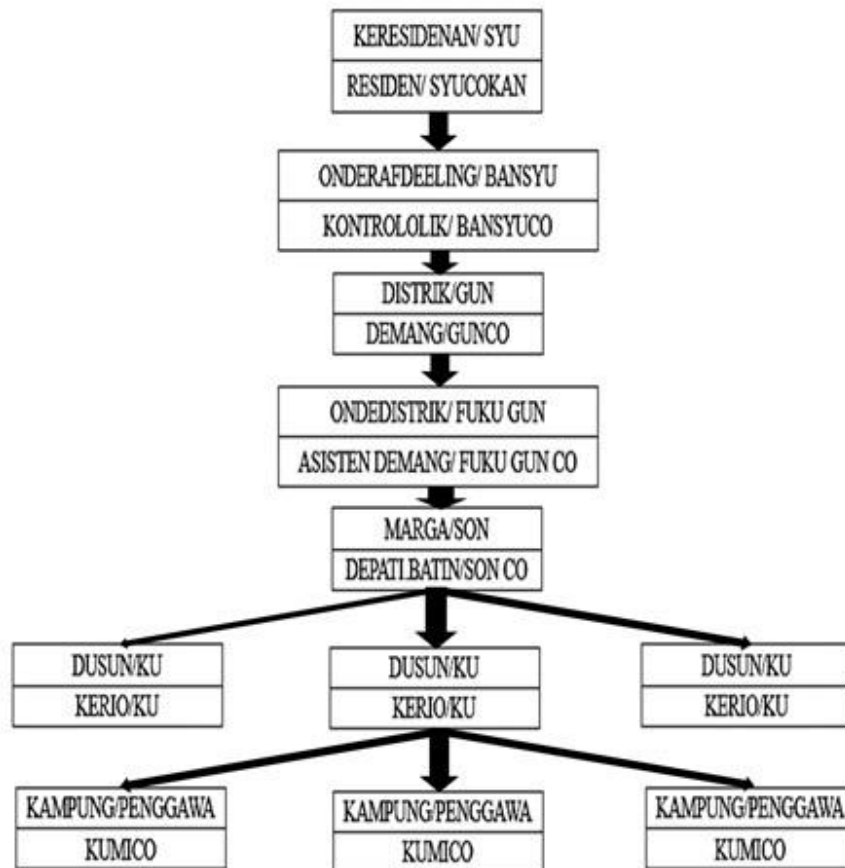 KERESIDENAN/ SYU
RESIDEN/ SYUCOKAN
ONDERAFDEELING/ BANSYU
KONTROLOLIK/ BANSYUCO
DISTRIK/GUN
DEMANG/GUNCO
ONDEDISTRIK/ FUKU GUN
ASISTEN DEMANG/ FUKU GUN CO
MARGA/SON
DEPATI.BATIN/SON CO
DUSUN/KU
KERIO/KU
DUSUN/KU
KERIO/KU
DUSUN/KU
KERIO/KU
KAMPUNG/PENGGAWA
KUMICO
KAMPUNG/PENGGAWA
KUMICO
KAMPUNG/PENGGAWA
KUMICO